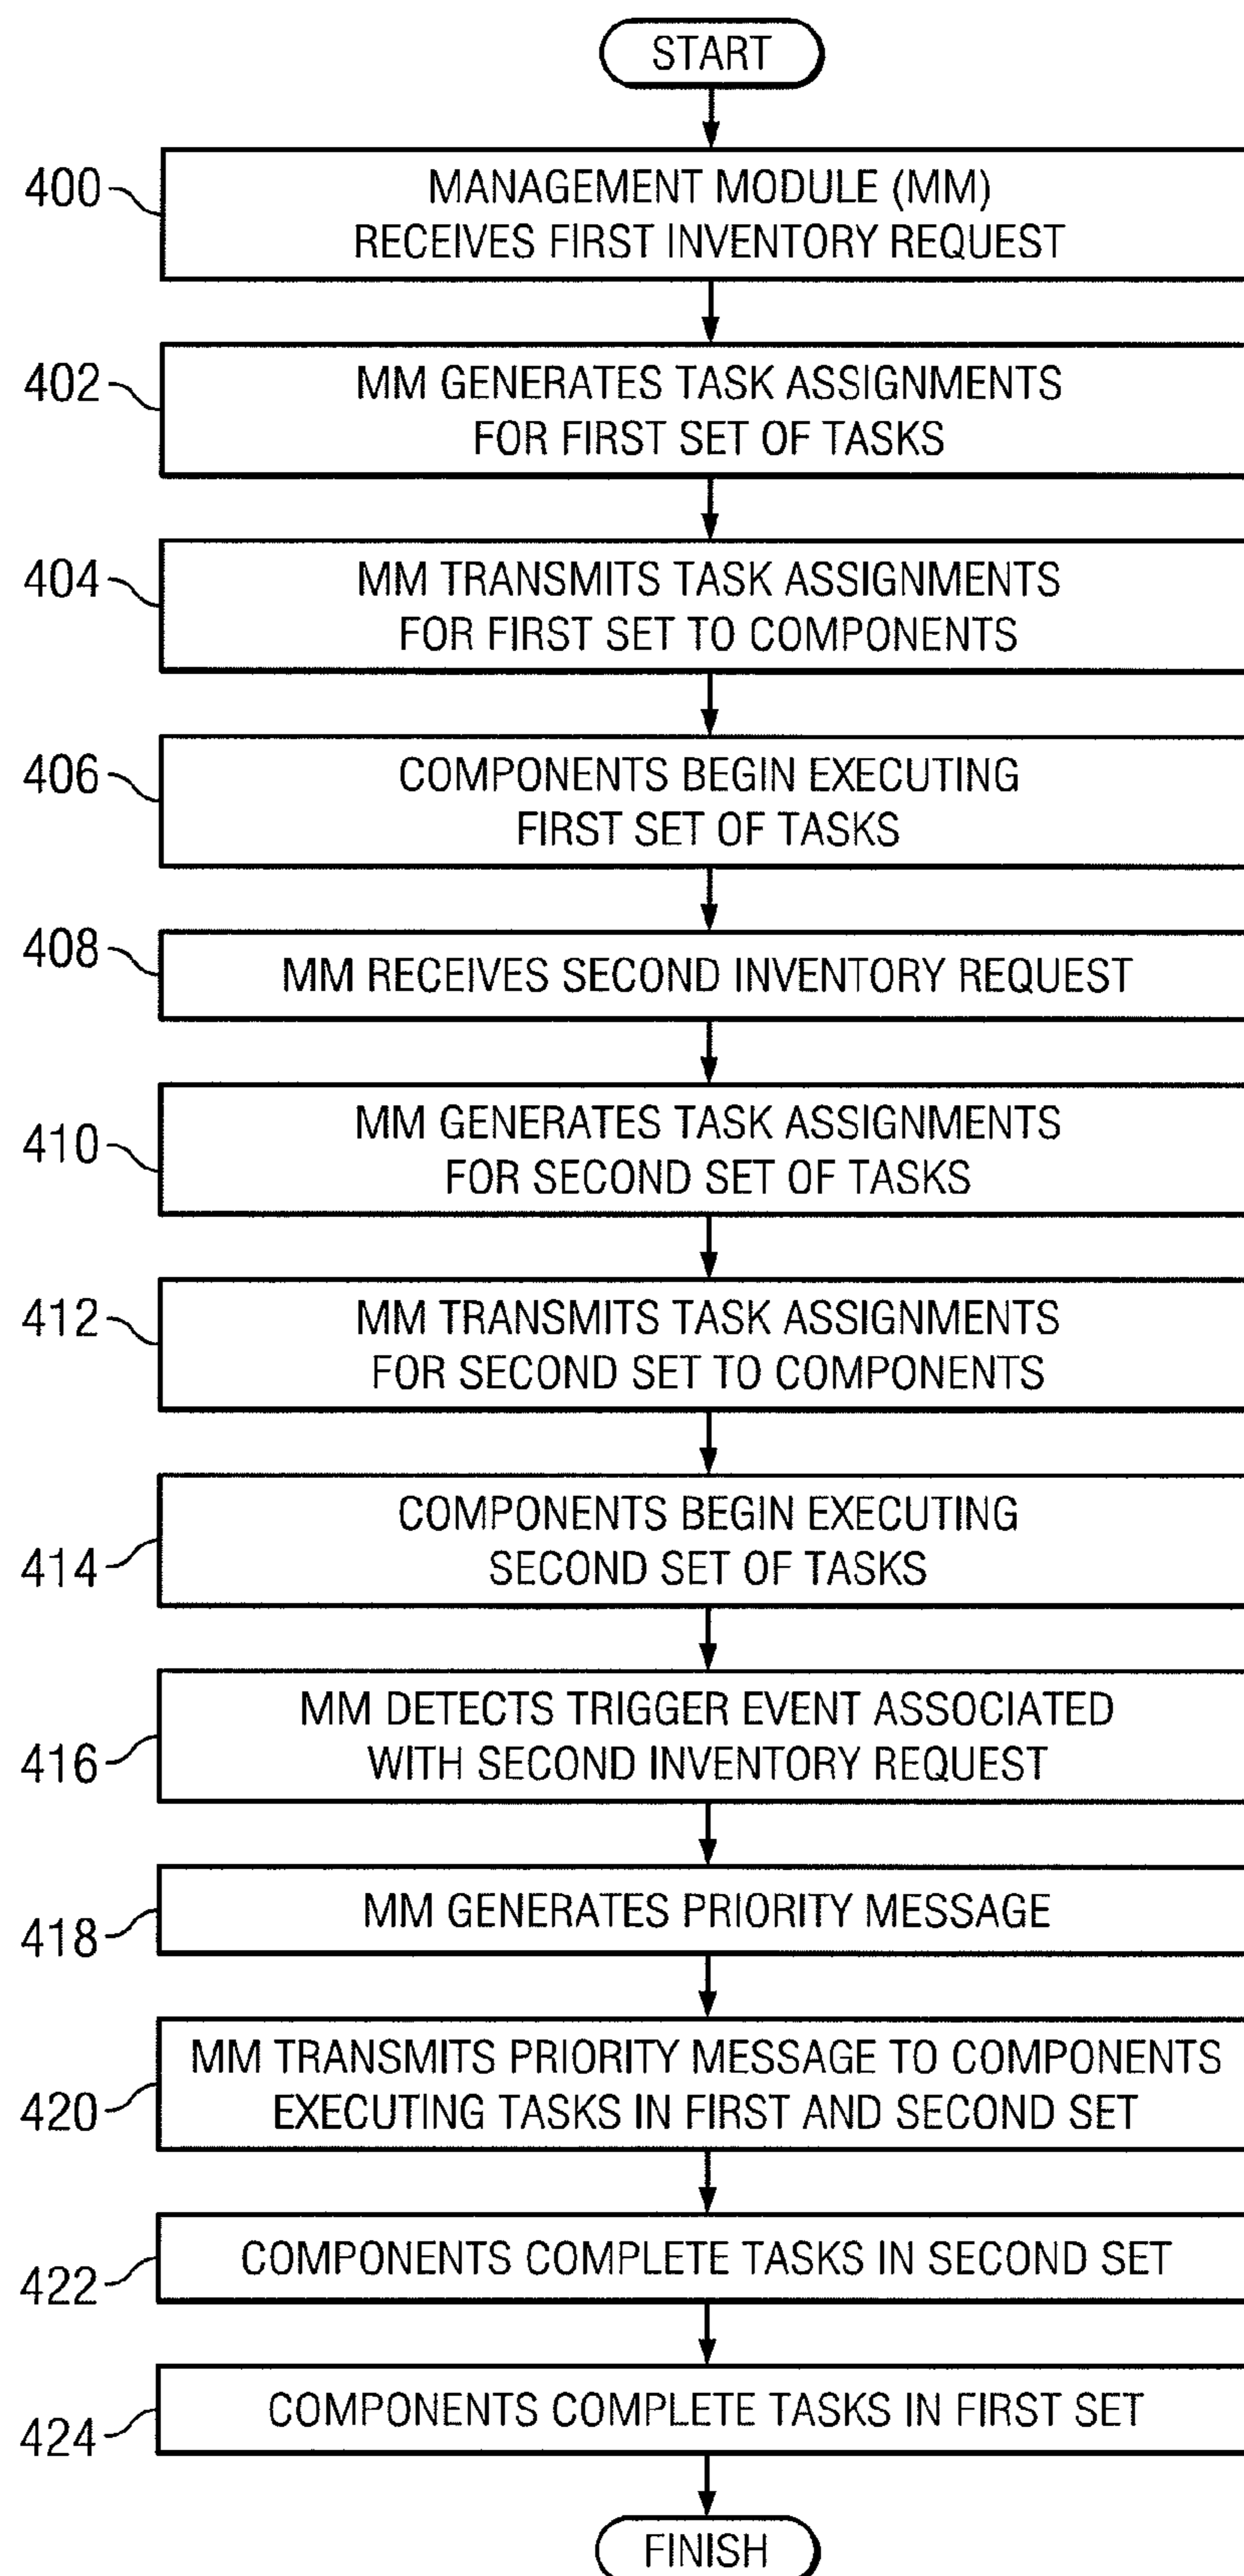 START
400
MANAGEMENT MODULE (MM)
RECEIVES FIRST INVENTORY REQUEST
402
MM GENERATES TASK ASSIGNMENTS
FOR FIRST SET OF TASKS
404
MM TRANSMITS TASK ASSIGNMENTS
FOR FIRST SET TO COMPONENTS
406
COMPONENTS BEGIN EXECUTING
FIRST SET OF TASKS
408
MM RECEIVES SECOND INVENTORY REQUEST
410
MM GENERATES TASK ASSIGNMENTS
FOR SECOND SET OF TASKS
412
MM TRANSMITS TASK ASSIGNMENTS
FOR SECOND SET TO COMPONENTS
414
COMPONENTS BEGIN EXECUTING
SECOND SET OF TASKS
416
MM DETECTS TRIGGER EVENT ASSOCIATED
WITH SECOND INVENTORY REQUEST
418
MM GENERATES PRIORITY MESSAGE
420
MM TRANSMITS PRIORITY MESSAGE TO COMPONENTS
EXECUTING TASKS IN FIRST AND SECOND SET
422
COMPONENTS COMPLETE TASKS IN SECOND SET
424
COMPONENTS COMPLETE TASKS IN FIRST SET
FINISH